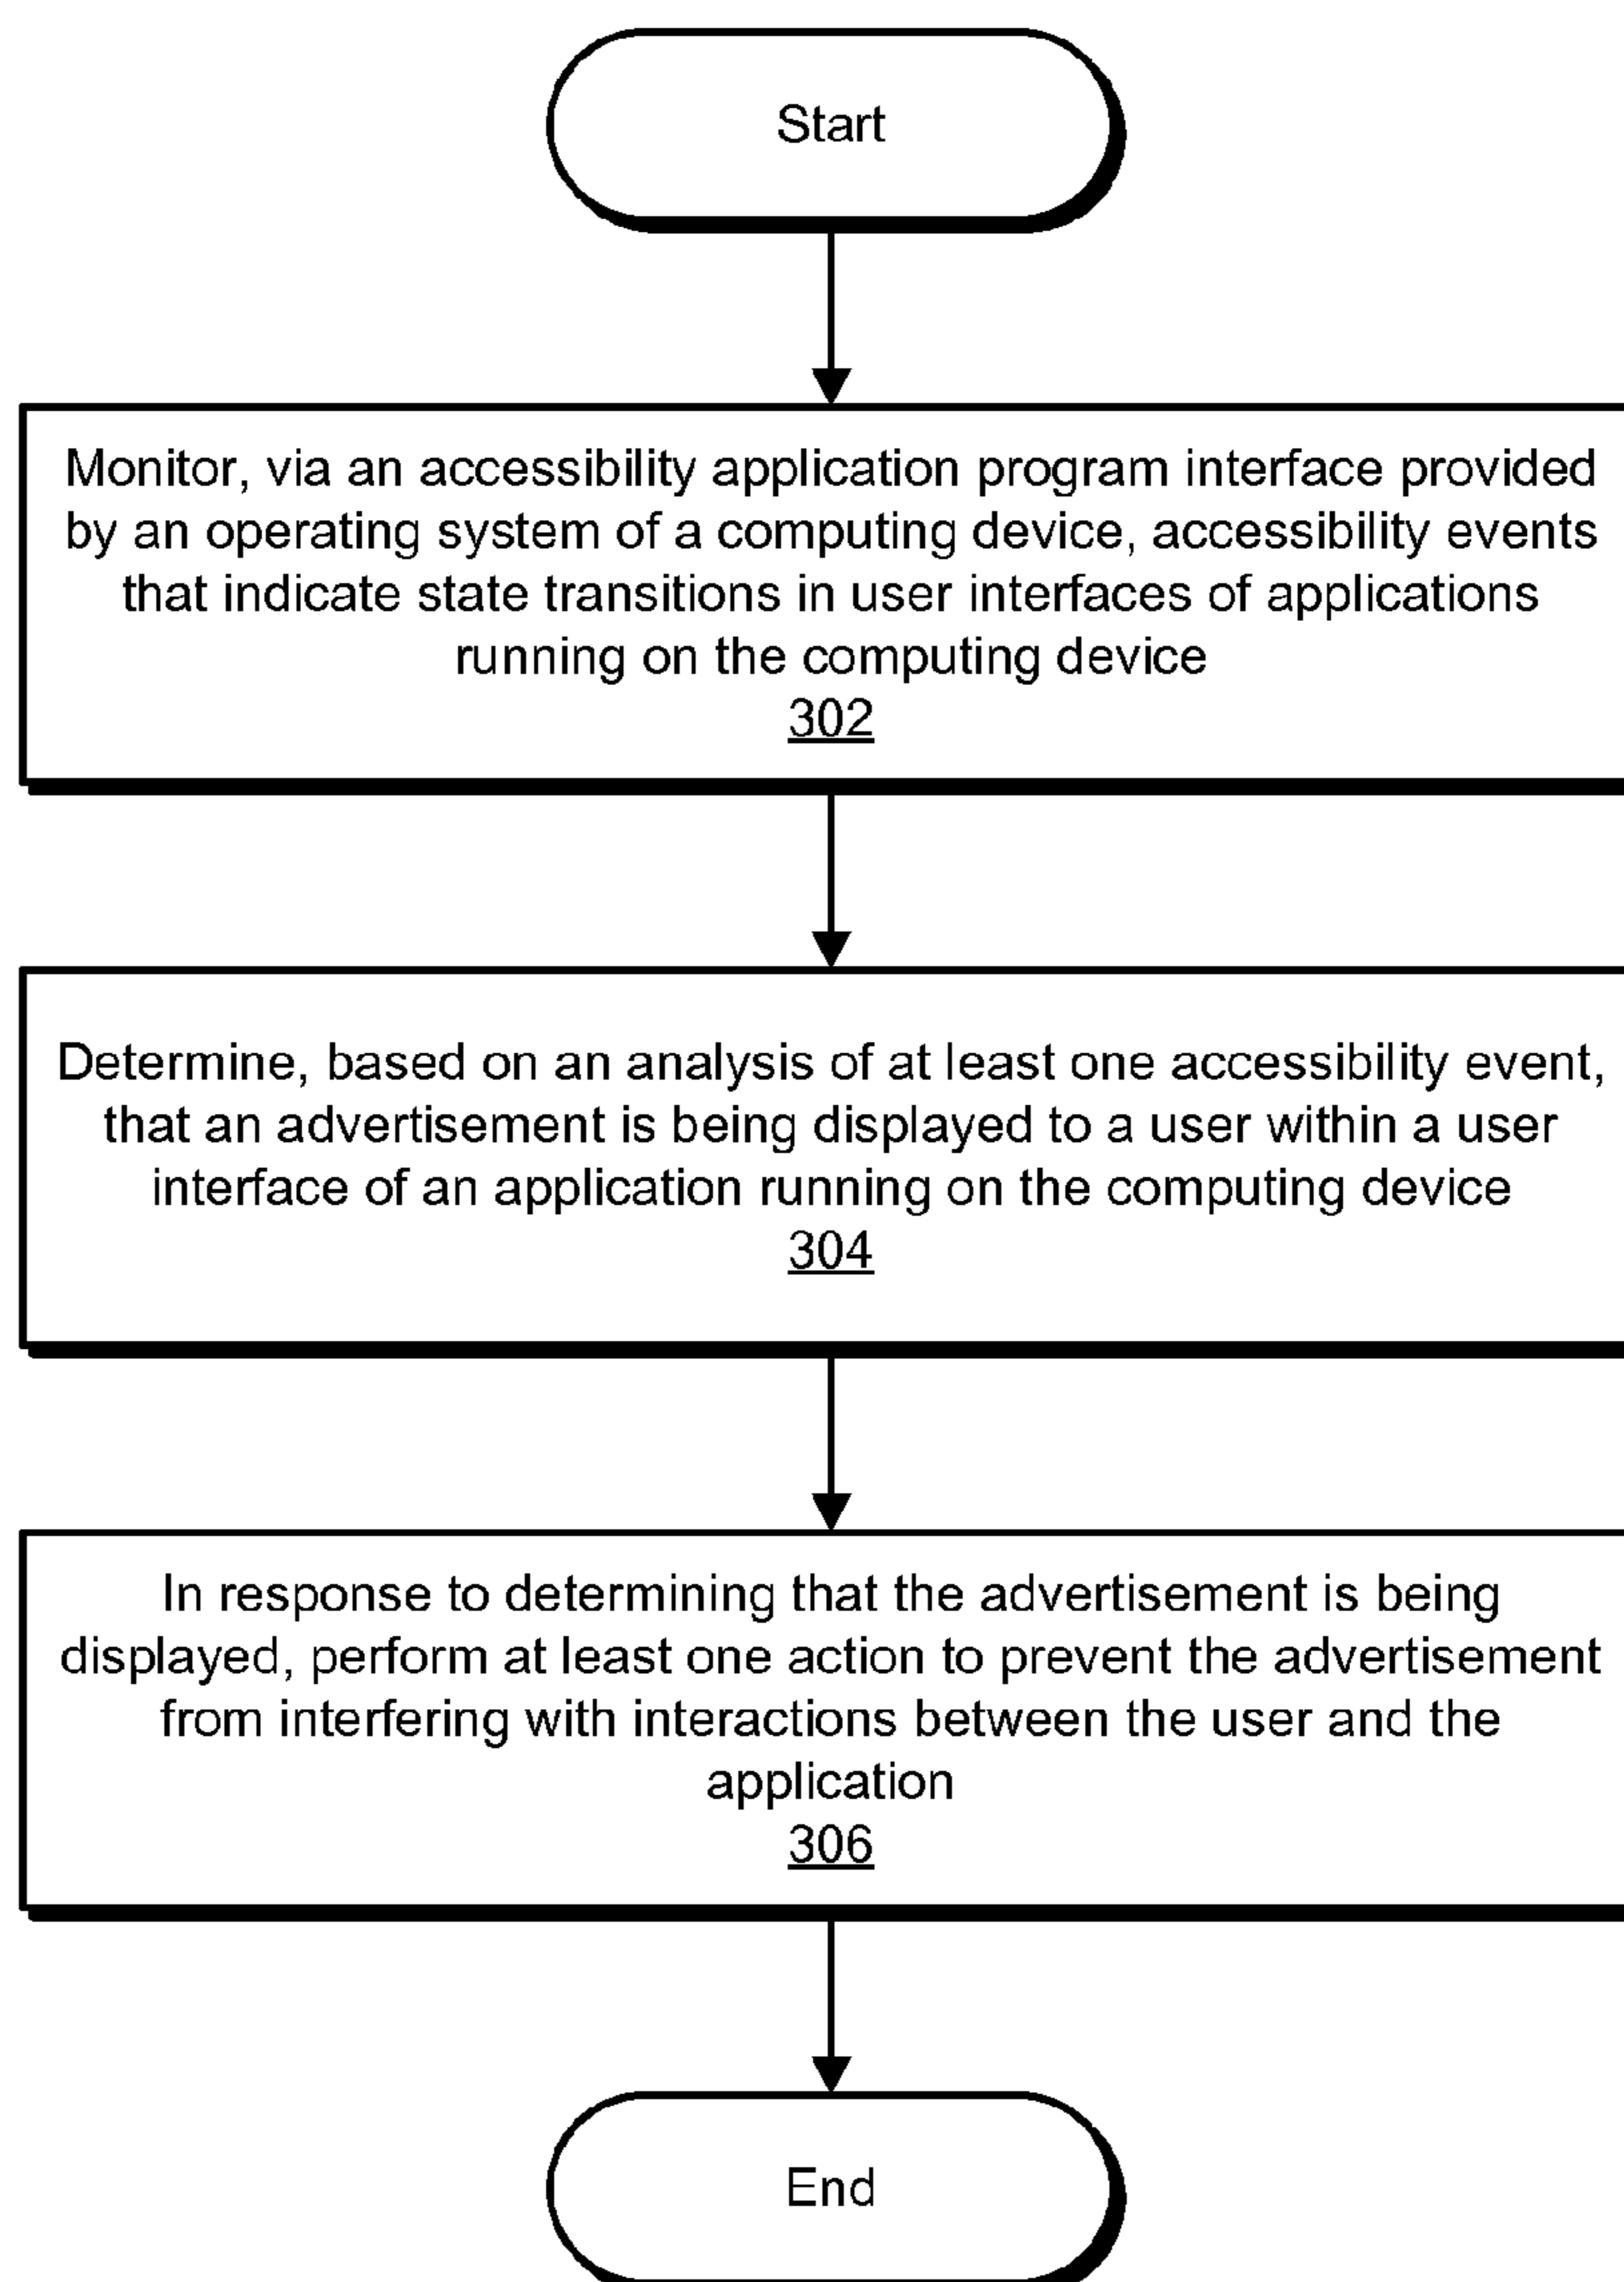 Start
Monitor, via an accessibility application program interface provided
by an operating system of a computing device, accessibility events
that indicate state transitions in user interfaces of applications
running on the computing device
302
Determine, based on an analysis of at least one accessibility event,
that an advertisement is being displayed to a user within a user
interface of an application running on the computing device
304
In response to determining that the advertisement is being
displayed, perform at least one action to prevent the advertisement
from interfering with interactions between the user and the
application
306
End